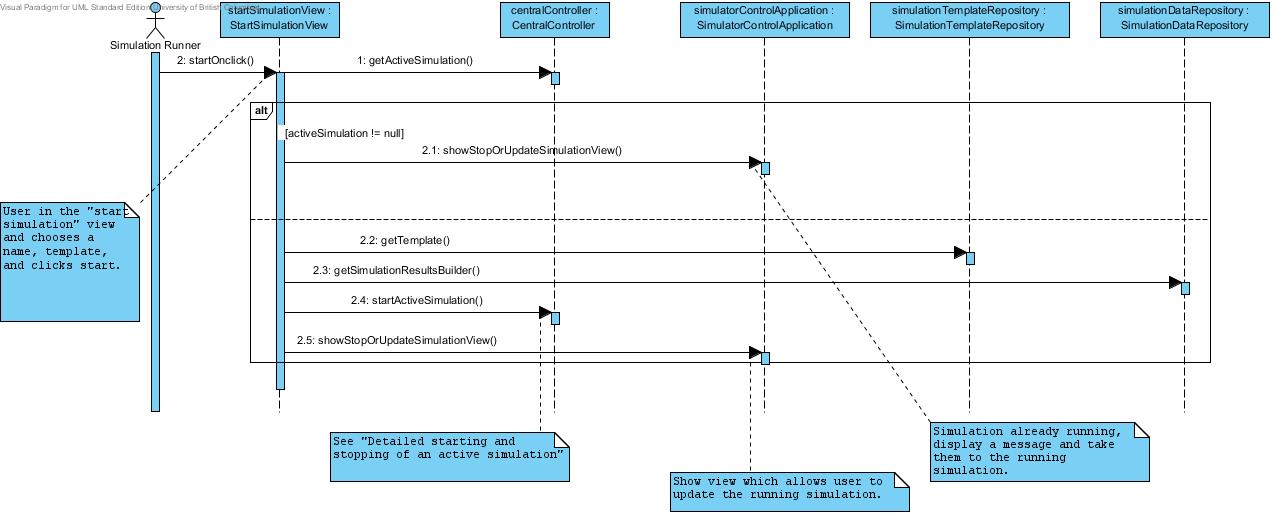 Visual Paradigm for UML Standard Edition(University of British
startSimulationView :
StartSimulationView
centralController :
CentralController
simulatorControlApplication :
SimulatorControlApplication
simulationTemplateRepository :
SimulationTemplateRepository
simulationDataRepository :
SimulationDataRepository
Simulation Runner
2: startOnclick()
1: getActiveSimulation()
alt
[activeSimulation != null]
2.1: showStopOrUpdateSimulationView()
User in the "start
simulation" view
and chooses a
name, template,
and clicks start.
2.2: getTemplate()
2.3: getSimulationResultsBuilder()
2.4: startActiveSimulation()
2.5: showStopOrUpdateSimulationView()
See "Detailed starting and
stopping of an active simulation"
Simulation already running,
display a message and take
them to the running
simulation.
Show view which allows user to
update the running simulation.